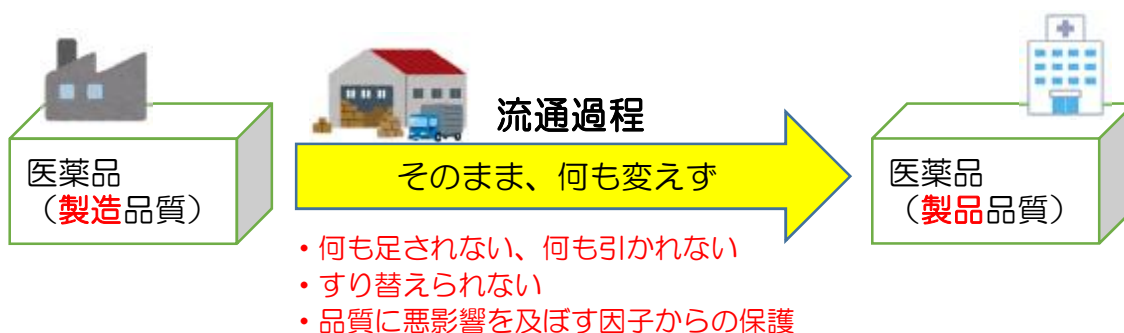 流通過程
医薬品
（製造品質）
そのまま、何も変えず
医薬品
（製品品質）
・何も足されない、何も引かれない
・すり替えられない
・品質に悪影響を及ぼす因子からの保護